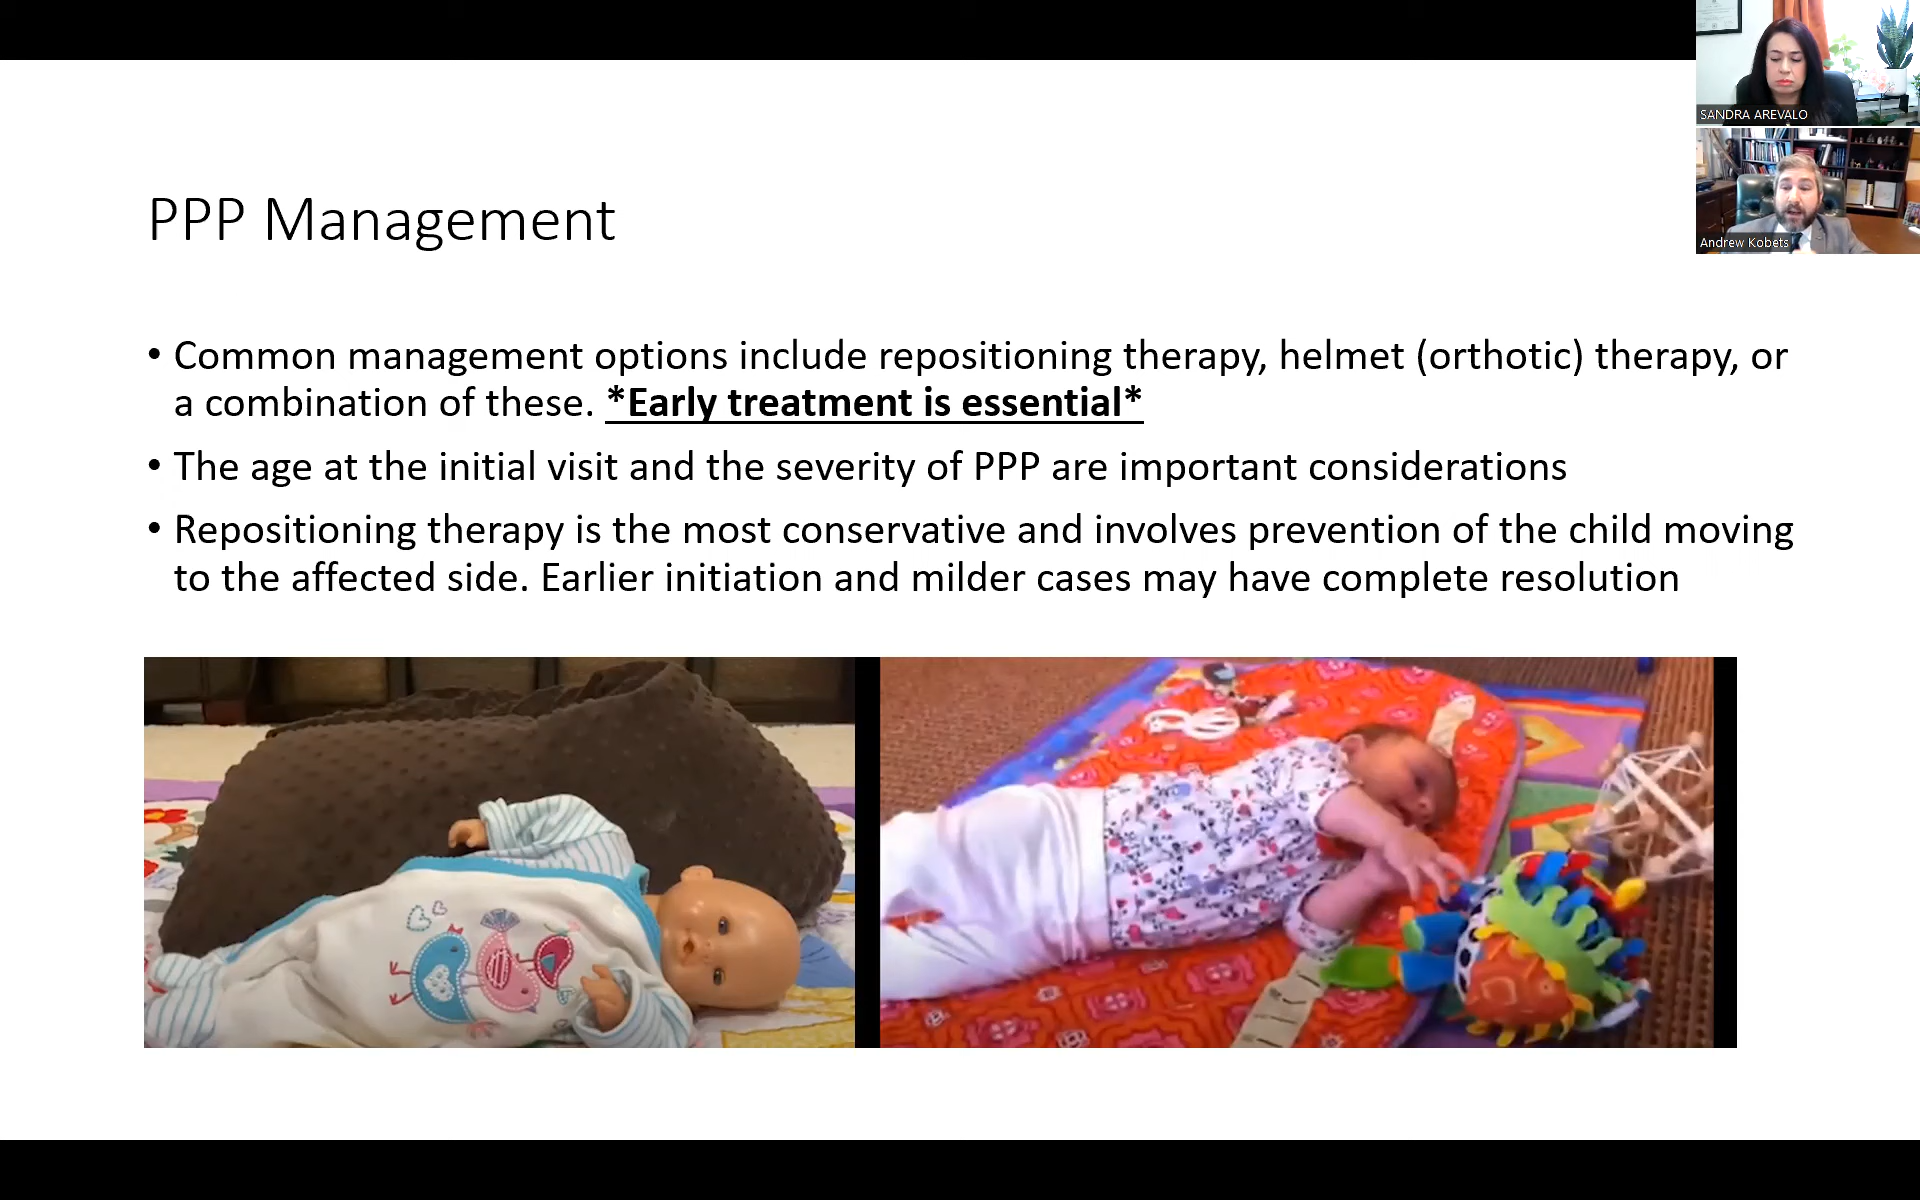 SANDRA AREVALO
Andrew Kobets
PPP Management
• Common management options include repositioning therapy, helmet (orthotic) therapy, or
a combination of these. *Early treatment is essential*
• The age at the initial visit and the severity of PPP are important considerations
• Repositioning therapy is the most conservative and involves prevention of the child moving
to the affected side. Earlier initiation and milder cases may have complete resolution